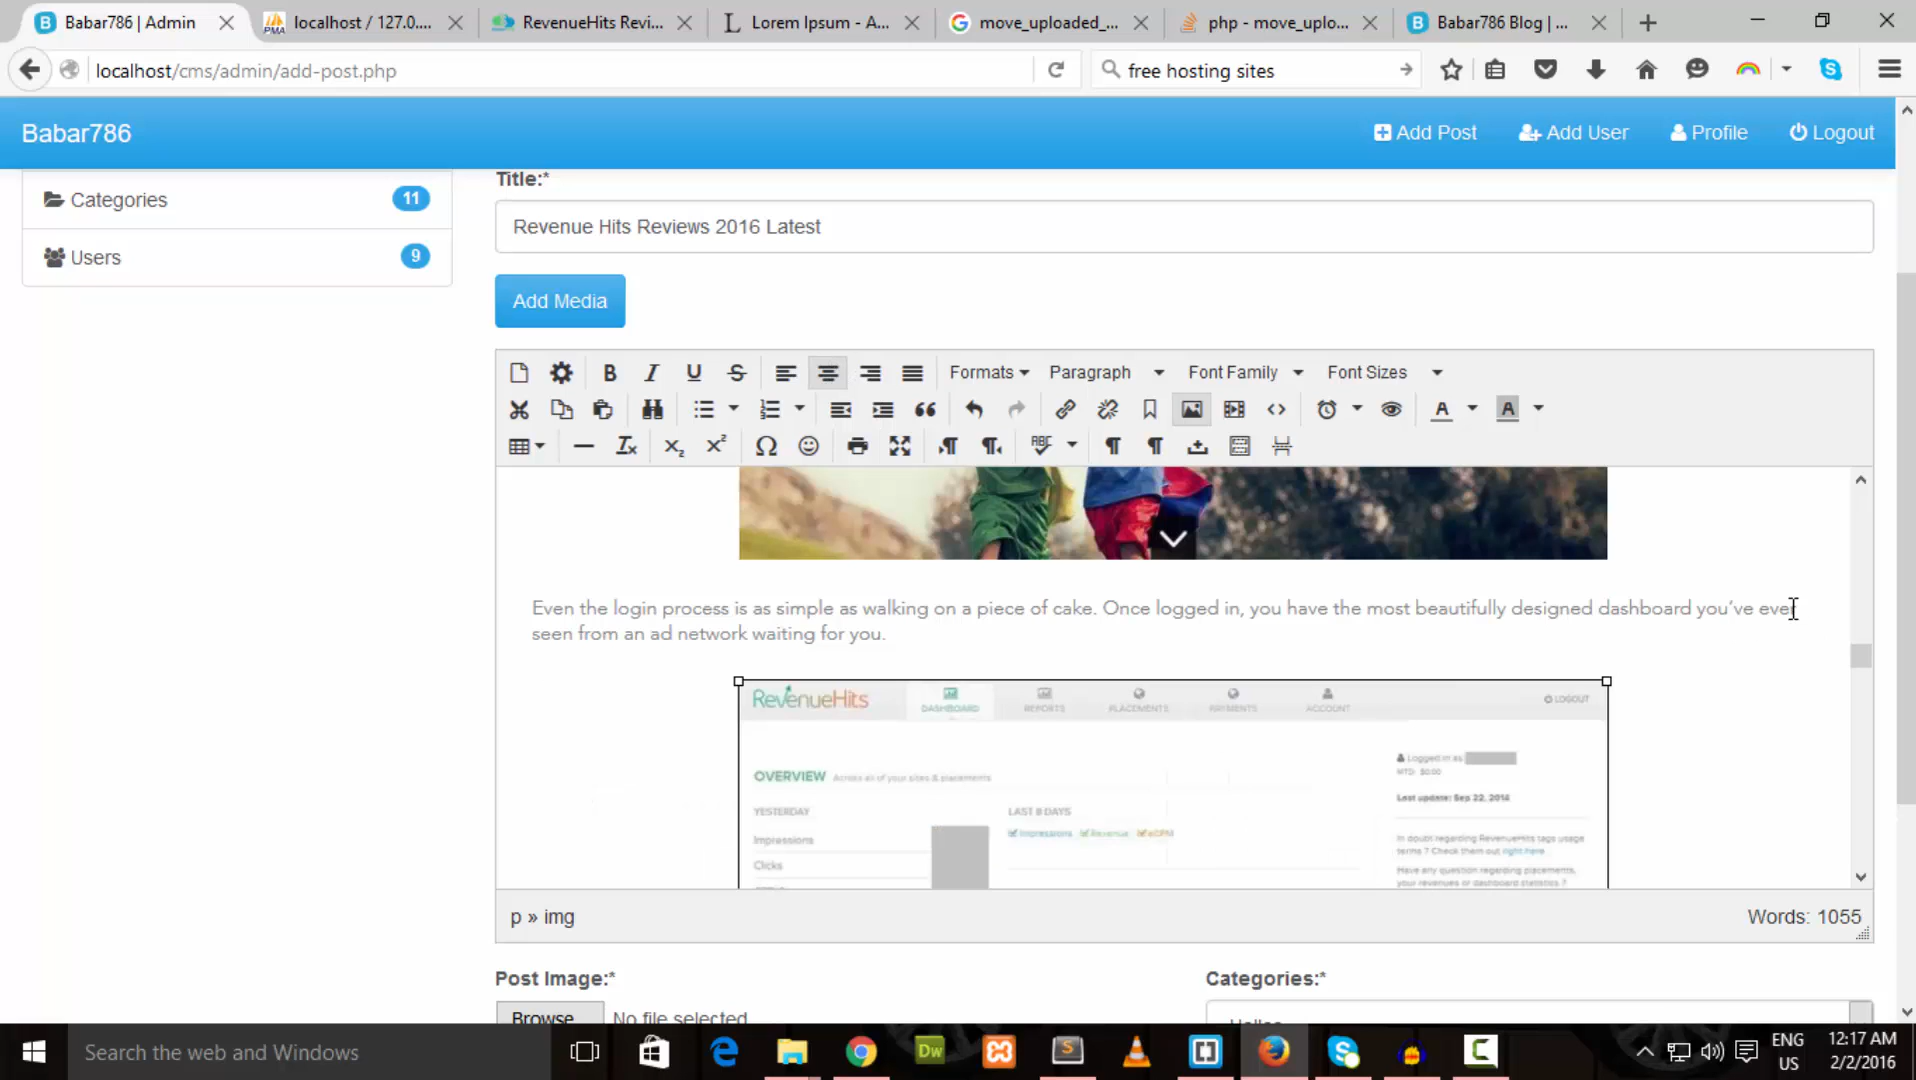 Babar786 | Admin
localhost / 127.0....
RevenueHits Revi...
Lorem Ipsum - A...
move_uploaded_...
php - move_uplo...
Babar786 Blog | ...
localhost/cms/admin/add-post.php
free hosting sites
Babar786
Add Post
Add User
Profile
Logout
Categories
11
Users
9
Title:*
Revenue Hits Reviews 2016 Latest
Add Media
Formats
Paragraph
Font Family
Font Sizes
Even the login process is as simple as walking on a piece of cake. Once logged in, you have the most beautifully designed dashboard you've ever
seen from an ad network waiting for you.
RevenueHits
DASHBOARD
REPORTS
PLACEMENTS
PAYMENTS
ACCOUNT
LOGOUT
OVERVIEW Across all of your sites & placements
Logged in as
MTD: $0.00
Last update: Sep 22, 2014
YESTERDAY
LAST 8 DAYS
Impressions
Impressions Revenue eCPM
Clicks
In doubt regarding RevenueHits tags usage
terms ? Check them out right here
Have any question regarding placements,
your revenues or dashboard statistics ?
p » img
Words: 1055
Post Image:*
Categories:*
Browse...
No file selected
Search the web and Windows
ENG
US
12:17 AM
2/2/2016